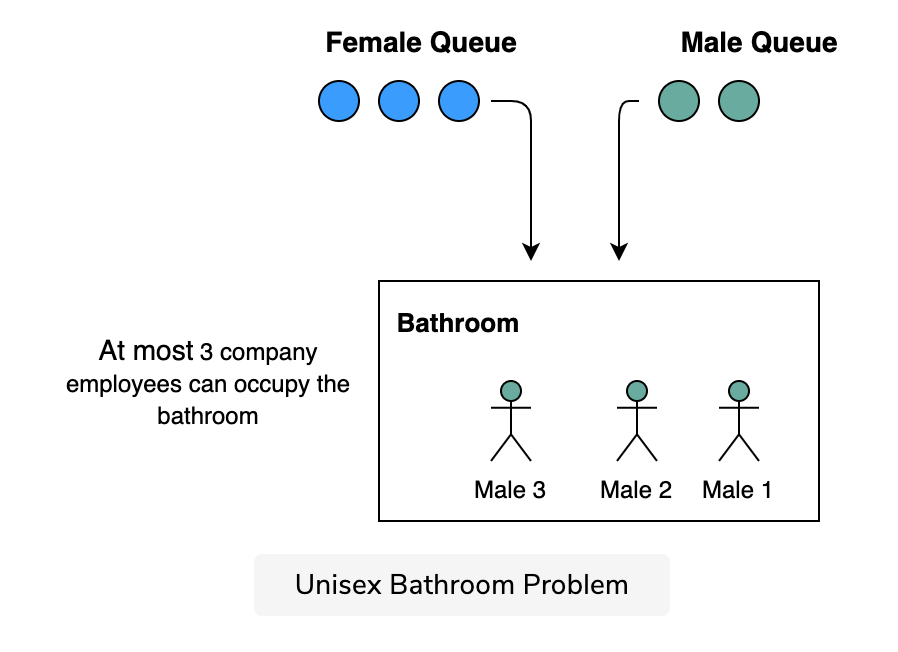 Female Queue
Male Queue
Bathroom
At most 3 company
employees can occupy the
bathroom
Male 3
Male 2
Male 1
Unisex Bathroom Problem